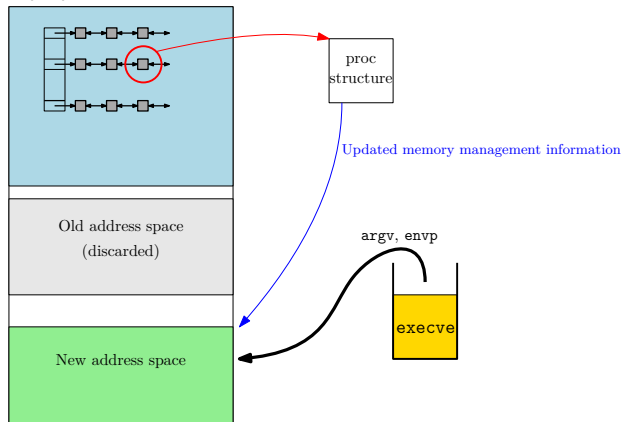 proc
structure
Updated memory management information
Old address space
(discarded)
argv, envp
execve
New address space